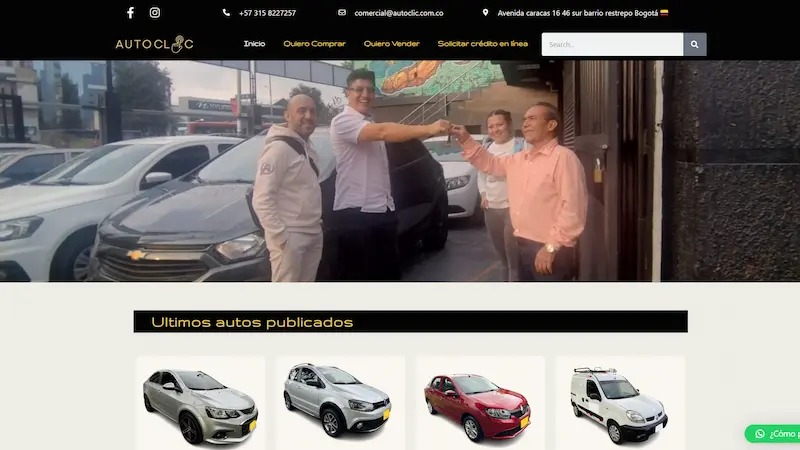 +57 315 8227257
comercial@autoclic.com.co
Avenida caracas 16 46 sur barrio restrepo Bogotá
AUTOCLIC
Inicio
Quiero Comprar
Quiero Vender
Solicitar crédito en línea
Search...
Ultimos autos publicados
¿Cómo p